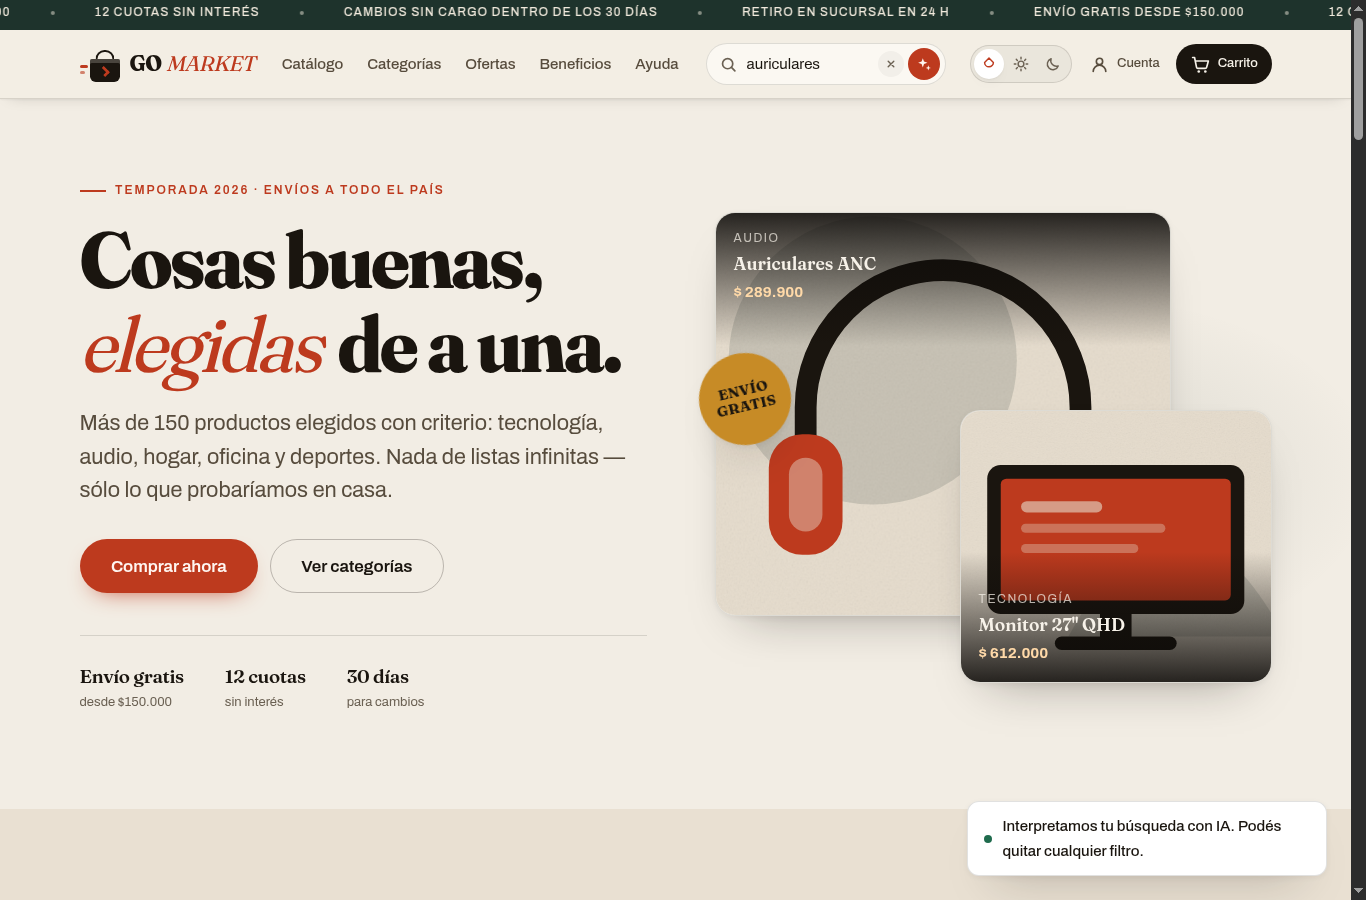 12 CUOTAS SIN INTERÉS • CAMBIOS SIN CARGO DENTRO DE LOS 30 DÍAS • RETIRO EN SUCURSAL EN 24 H • ENVÍO GRATIS DESDE $150.000 • 12
GO MARKET Catálogo Categorías Ofertas Beneficios Ayuda auriculares Cuenta Carrito
TEMPORADA 2026 · ENVÍOS A TODO EL PAÍS
Cosas buenas,
elegidas de a una.
Más de 150 productos elegidos con criterio: tecnología,
audio, hogar, oficina y deportes. Nada de listas infinitas —
sólo lo que probaríamos en casa.
Comprar ahora Ver categorías
Envío gratis
desde $150.000
12 cuotas
sin interés
30 días
para cambios
AUDIO
Auriculares ANC
$ 289.900
ENVÍO
GRATIS
TECNOLOGÍA
Monitor 27" QHD
$ 612.000
Interpretamos tu búsqueda con IA. Podés
quitar cualquier filtro.